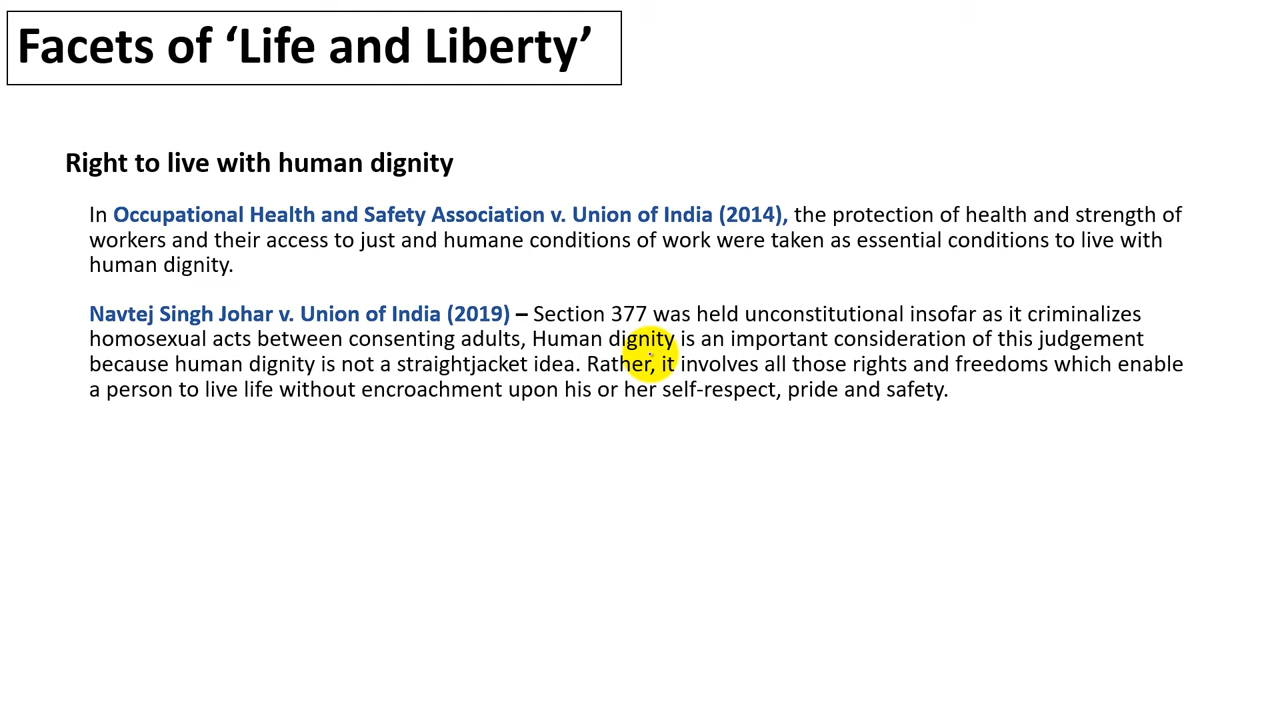 Facets of ‘Life and Liberty’
Right to live with human dignity
In Occupational Health and Safety Association v. Union of India (2014), the protection of health and strength of
workers and their access to just and humane conditions of work were taken as essential conditions to live with
human dignity.
Navtej Singh Johar v. Union of India (2019) – Section 377 was held unconstitutional insofar as it criminalizes
homosexual acts between consenting adults, Human dignity is an important consideration of this judgement
because human dignity is not a straightjacket idea. Rather, it involves all those rights and freedoms which enable
a person to live life without encroachment upon his or her self-respect, pride and safety.